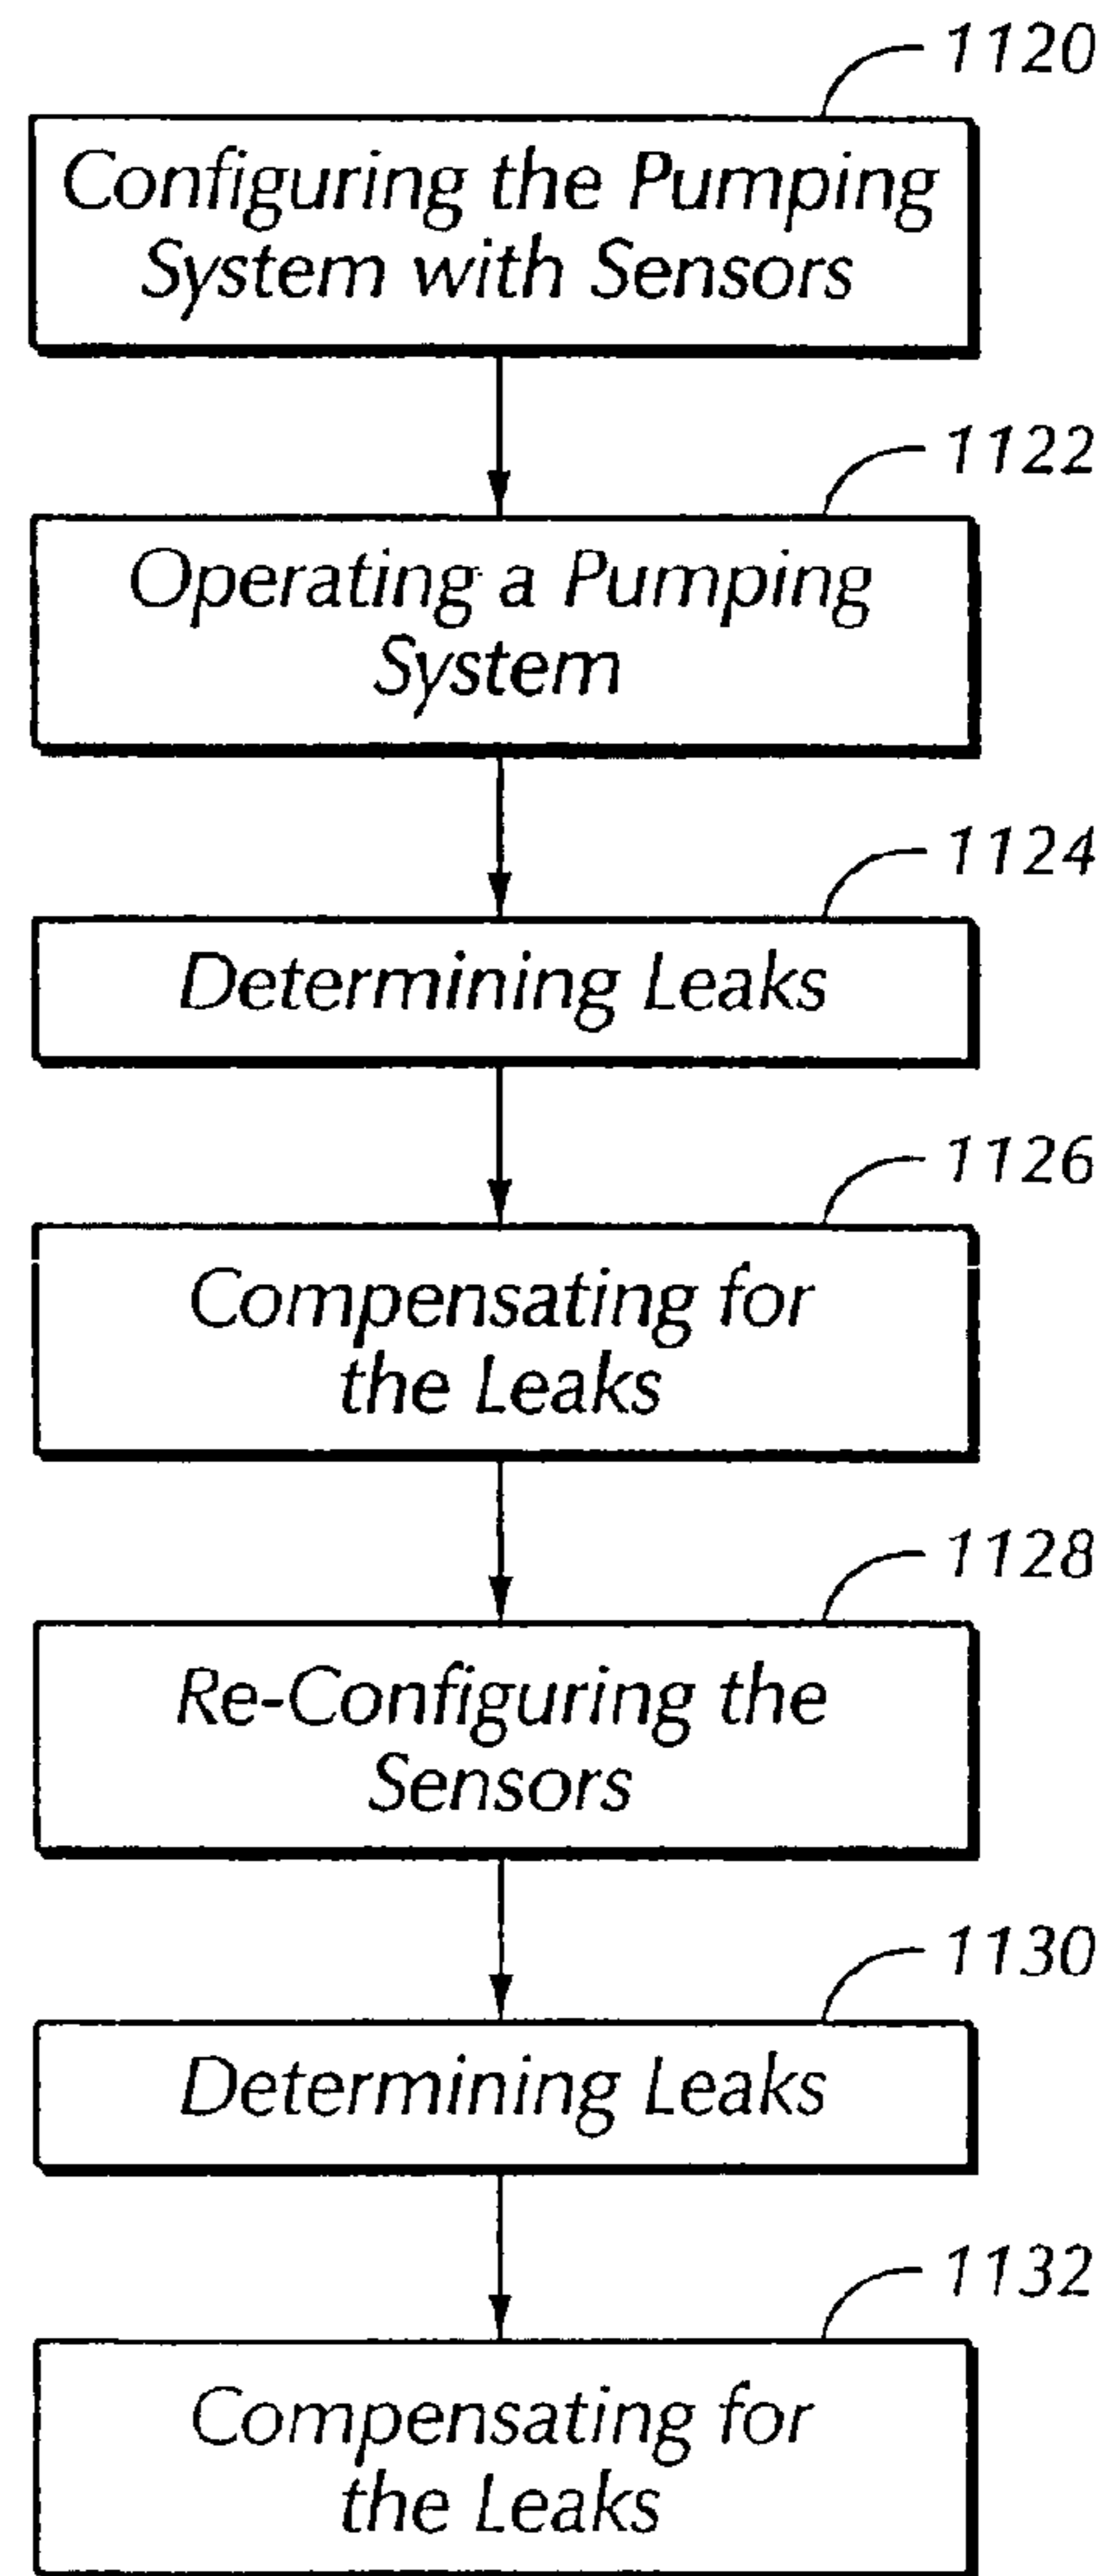 1120
Configuring the Pumping
System with Sensors
1122
Operating a Pumping
System
1124
Determining Leaks
1126
Compensating for
the Leaks
1128
Re-Configuring the
Sensors
1130
Determining Leaks
1132
Compensating for
the Leaks